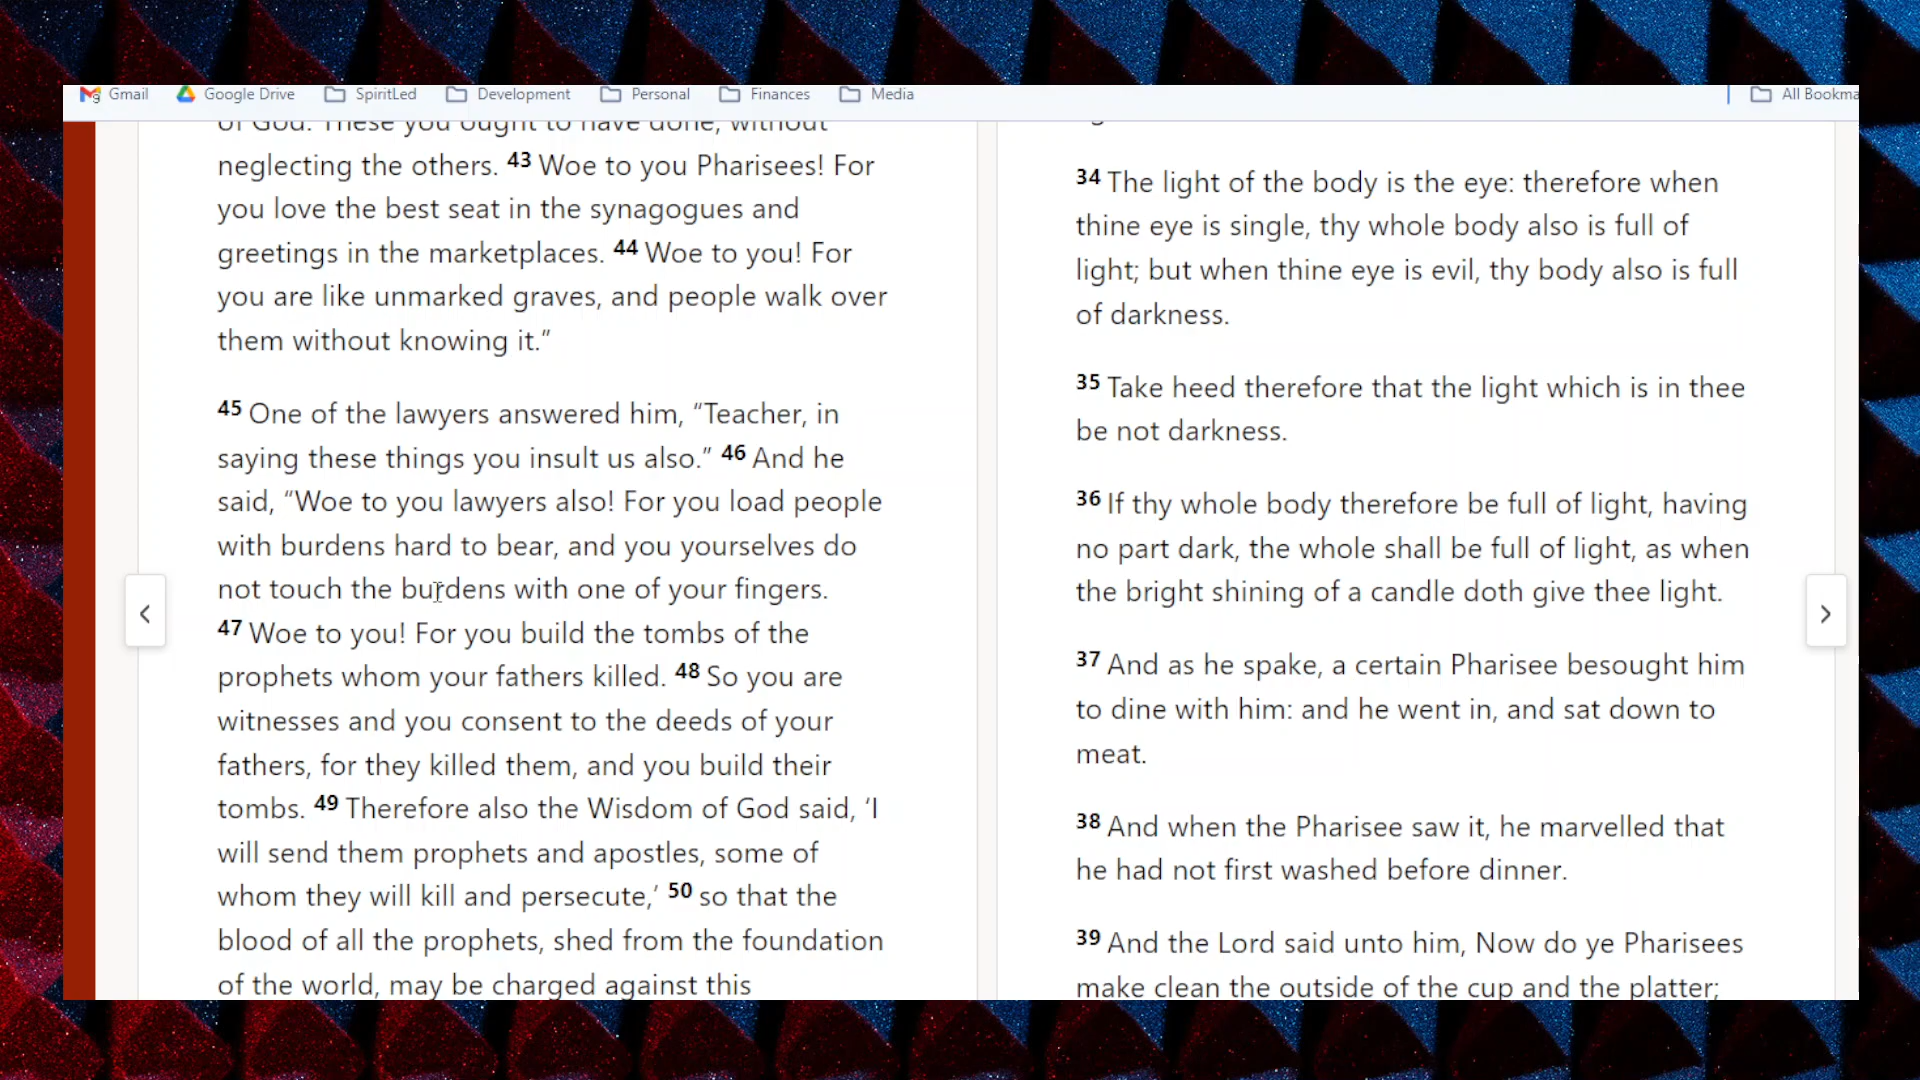 Gmail Google Drive SpiritLed Development Personal Finances Media All Bookma
of God. These you ought to have done, without
neglecting the others. 43 Woe to you Pharisees! For
you love the best seat in the synagogues and
greetings in the marketplaces. 44 Woe to you! For
you are like unmarked graves, and people walk over
them without knowing it.”
45 One of the lawyers answered him, “Teacher, in
saying these things you insult us also.” 46 And he
said, “Woe to you lawyers also! For you load people
with burdens hard to bear, and you yourselves do
not touch the burdens with one of your fingers.
47 Woe to you! For you build the tombs of the
prophets whom your fathers killed. 48 So you are
witnesses and you consent to the deeds of your
fathers, for they killed them, and you build their
tombs. 49 Therefore also the Wisdom of God said, ‘I
will send them prophets and apostles, some of
whom they will kill and persecute,’ 50 so that the
blood of all the prophets, shed from the foundation
of the world, may be charged against this
34 The light of the body is the eye: therefore when
thine eye is single, thy whole body also is full of
light; but when thine eye is evil, thy body also is full
of darkness.
35 Take heed therefore that the light which is in thee
be not darkness.
36 If thy whole body therefore be full of light, having
no part dark, the whole shall be full of light, as when
the bright shining of a candle doth give thee light.
37 And as he spake, a certain Pharisee besought him
to dine with him: and he went in, and sat down to
meat.
38 And when the Pharisee saw it, he marvelled that
he had not first washed before dinner.
39 And the Lord said unto him, Now do ye Pharisees
make clean the outside of the cup and the platter;